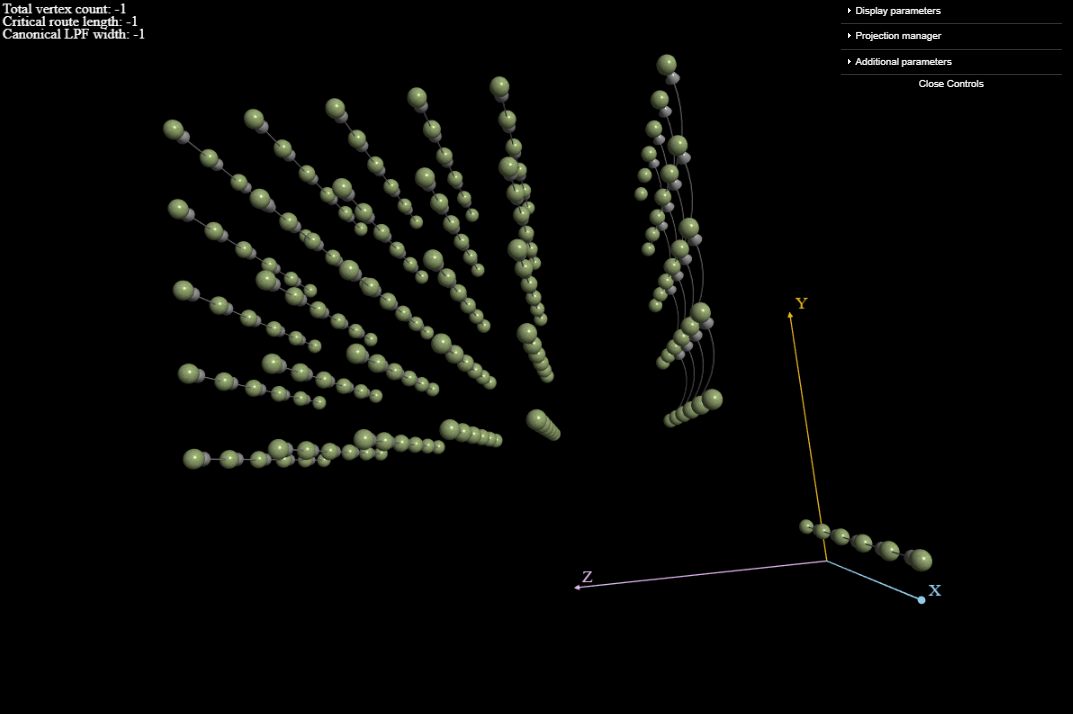 Total vertex count: -1
Critical route length: -1
Canonical LPF width: -1
Display parameters
Projection manager
Additional parameters
Close Controls
Y
Z
X